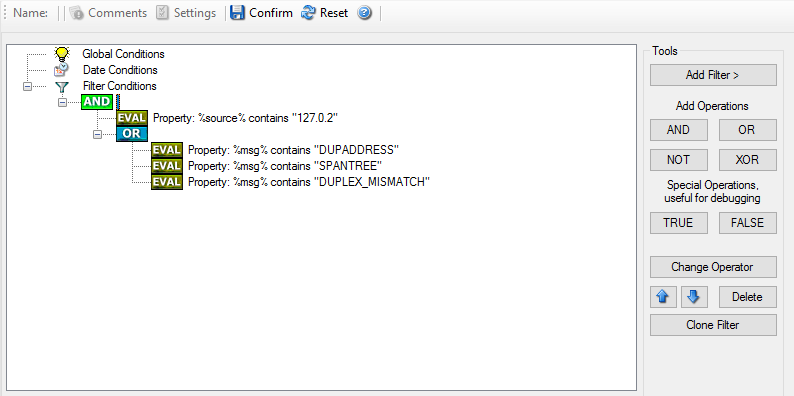 Name: Comments Settings Confirm Reset ?
Global Conditions
Date Conditions
Filter Conditions
AND
EVAL Property: %source% contains "127.0.2"
OR
EVAL Property: %msg% contains "DUPADDRESS"
EVAL Property: %msg% contains "SPANTREE"
EVAL Property: %msg% contains "DUPLEX_MISMATCH"
Tools
Add Filter >
Add Operations
AND OR
NOT XOR
Special Operations,
useful for debugging
TRUE FALSE
Change Operator
Delete
Clone Filter